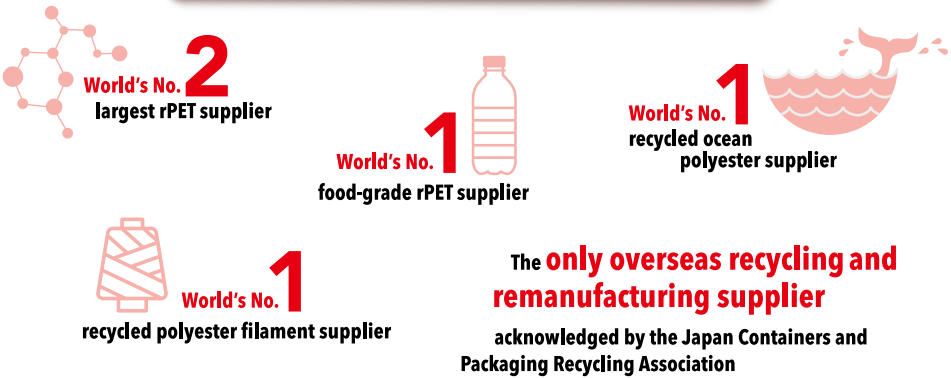 World's No. 2
largest rPET supplier
World's No. 1
food-grade rPET supplier
World's No. 1
recycled ocean
polyester supplier
World's No. 1
recycled polyester filament supplier
The only overseas recycling and
remanufacturing supplier
acknowledged by the Japan Containers and
Packaging Recycling Association